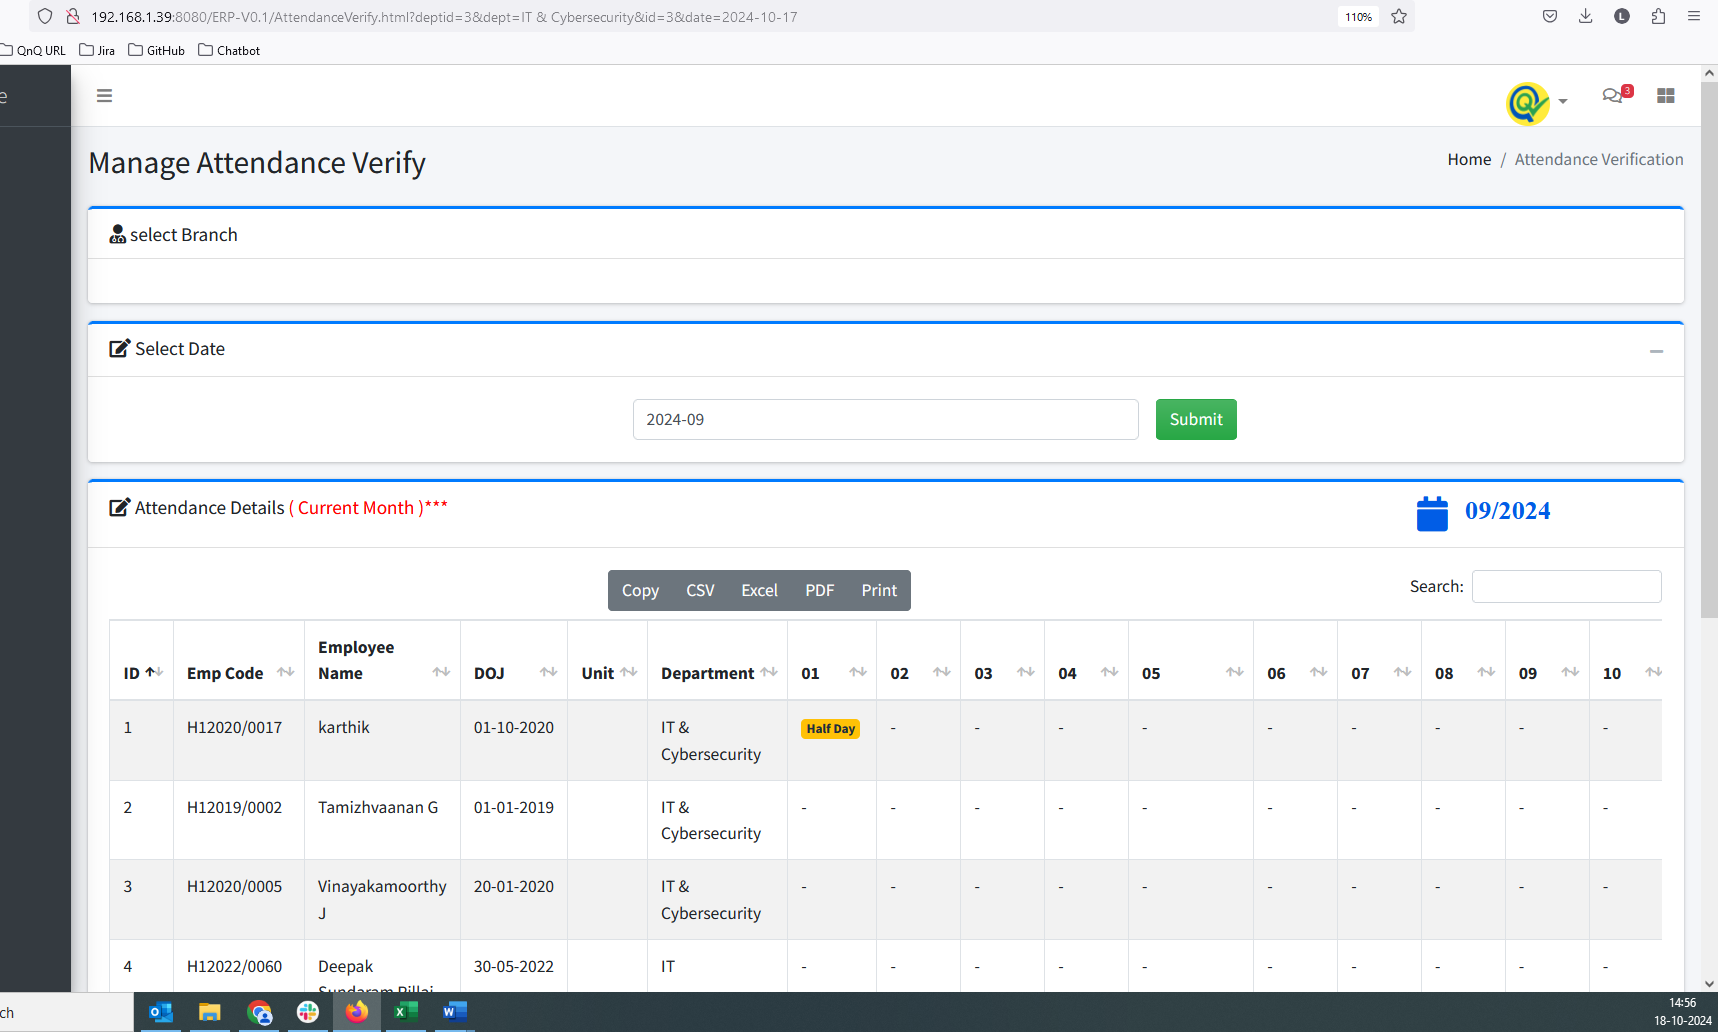 192.168.1.39:8080/ERP-V0.1/AttendanceVerify.html?deptid=3&dept=IT & Cybersecurity&id=3&date=2024-10-17
110%
L
QnQ URL Jira GitHub Chatbot
e
3
Manage Attendance Verify
Home / Attendance Verification
select Branch
Select Date
2024-09
Submit
Attendance Details ( Current Month )***
09/2024
Copy CSV Excel PDF Print
Search:
ID Emp Code Employee Name DOJ Unit Department 01 02 03 04 05 06 07 08 09 10
1 H12020/0017 karthik 01-10-2020 IT & Cybersecurity Half Day - - - - - - - - -
2 H12019/0002 Tamizhvaanan G 01-01-2019 IT & Cybersecurity - - - - - - - - - -
3 H12020/0005 Vinayakamoorthy J 20-01-2020 IT & Cybersecurity - - - - - - - - - -
4 H12022/0060 Deepak Sundaram Pillai 30-05-2022 IT - - - - - - - - - -
ch
14:56
18-10-2024